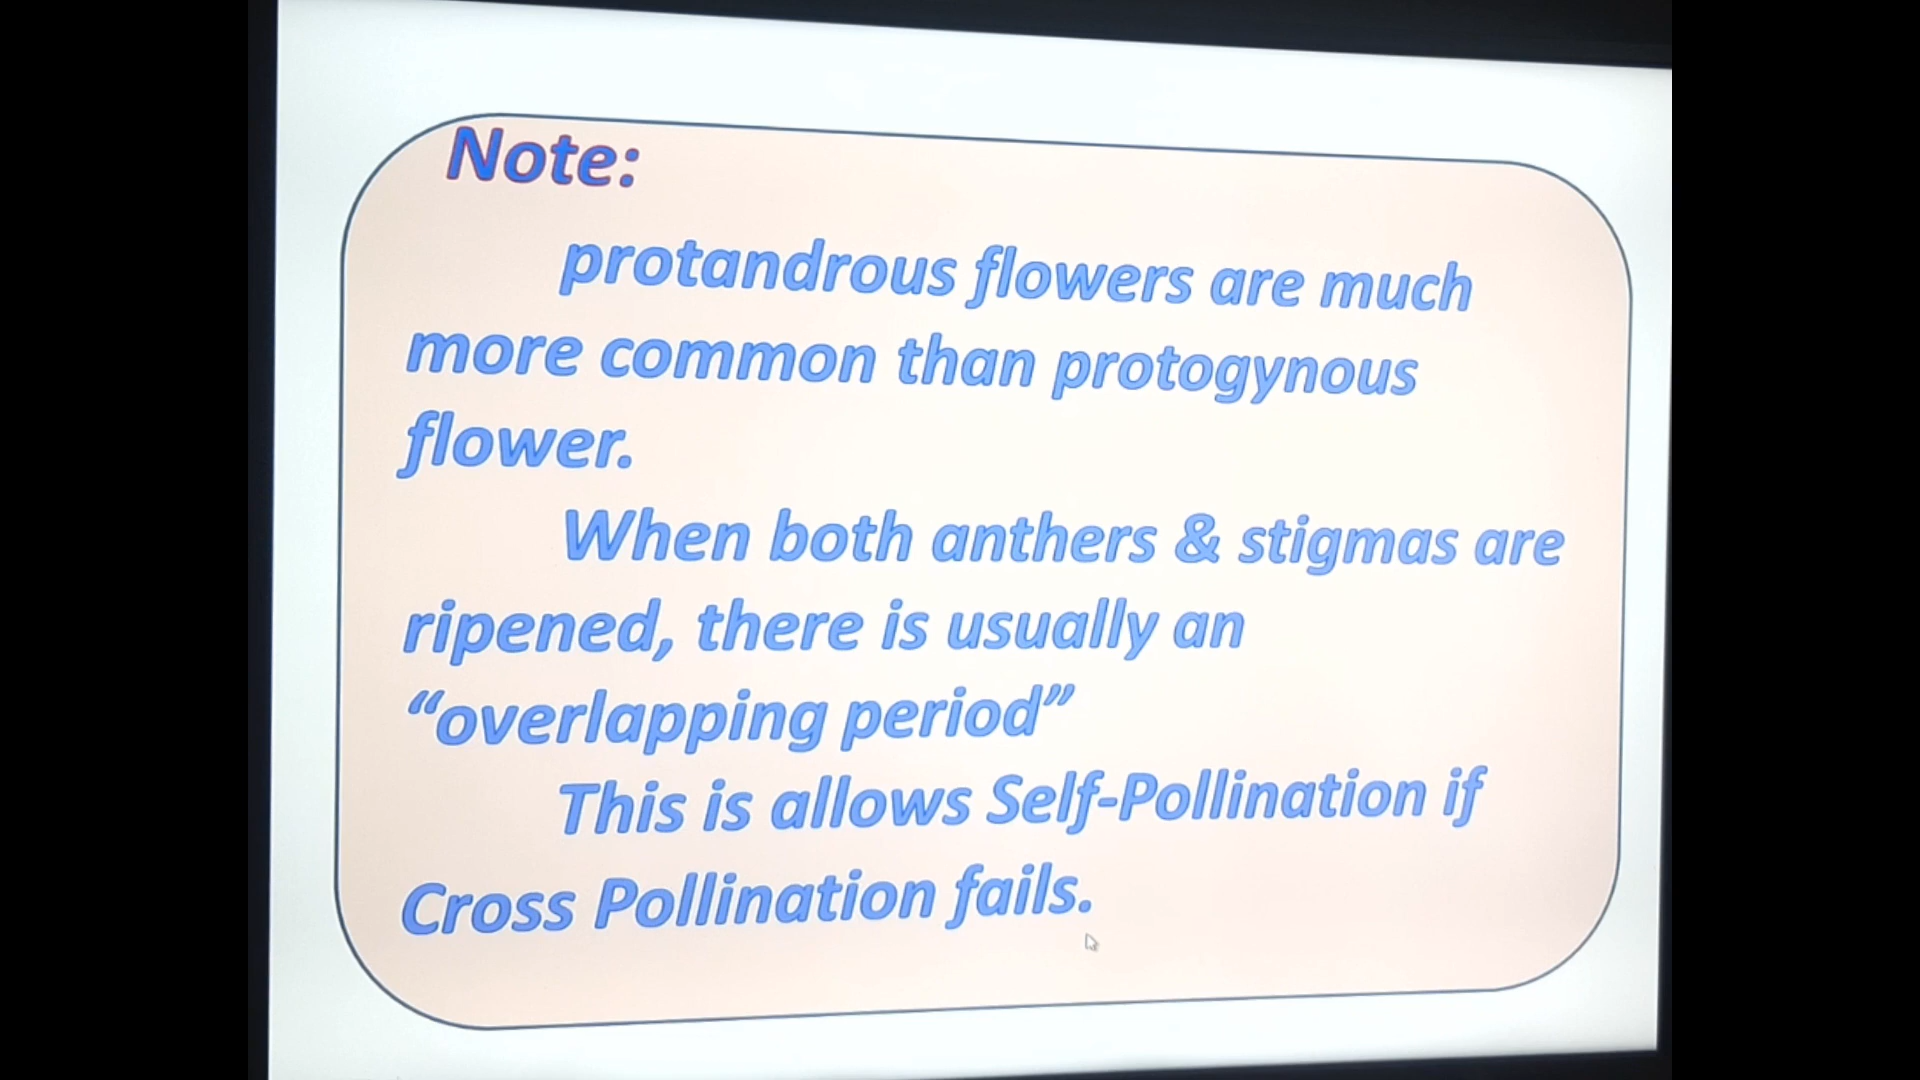 Note:
protandrous flowers are much
more common than protogynous
flower.
When both anthers & stigmas are
ripened, there is usually an
“overlapping period”
This is allows Self-Pollination if
Cross Pollination fails.